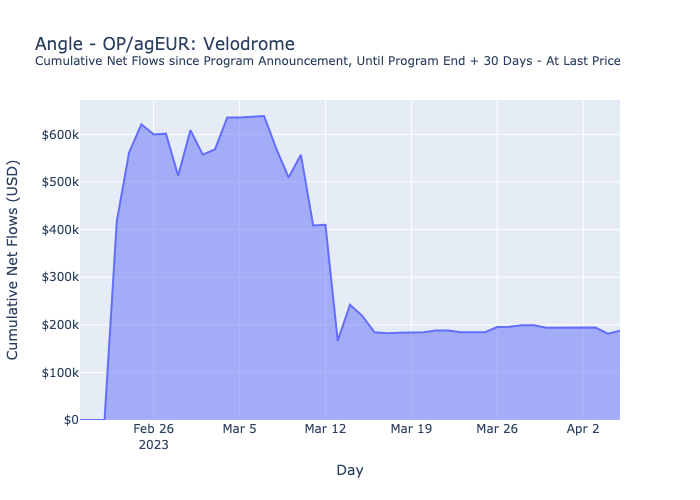 Angle - OP/agEUR: Velodrome
Cumulative Net Flows since Program Announcement, Until Program End + 30 Days - At Last Price
Cumulative Net Flows (USD)
$600k
$500k
$400k
$300k
$200k
$100k
$0
Feb 26
2023
Mar 5
Mar 12
Mar 19
Mar 26
Apr 2
Day